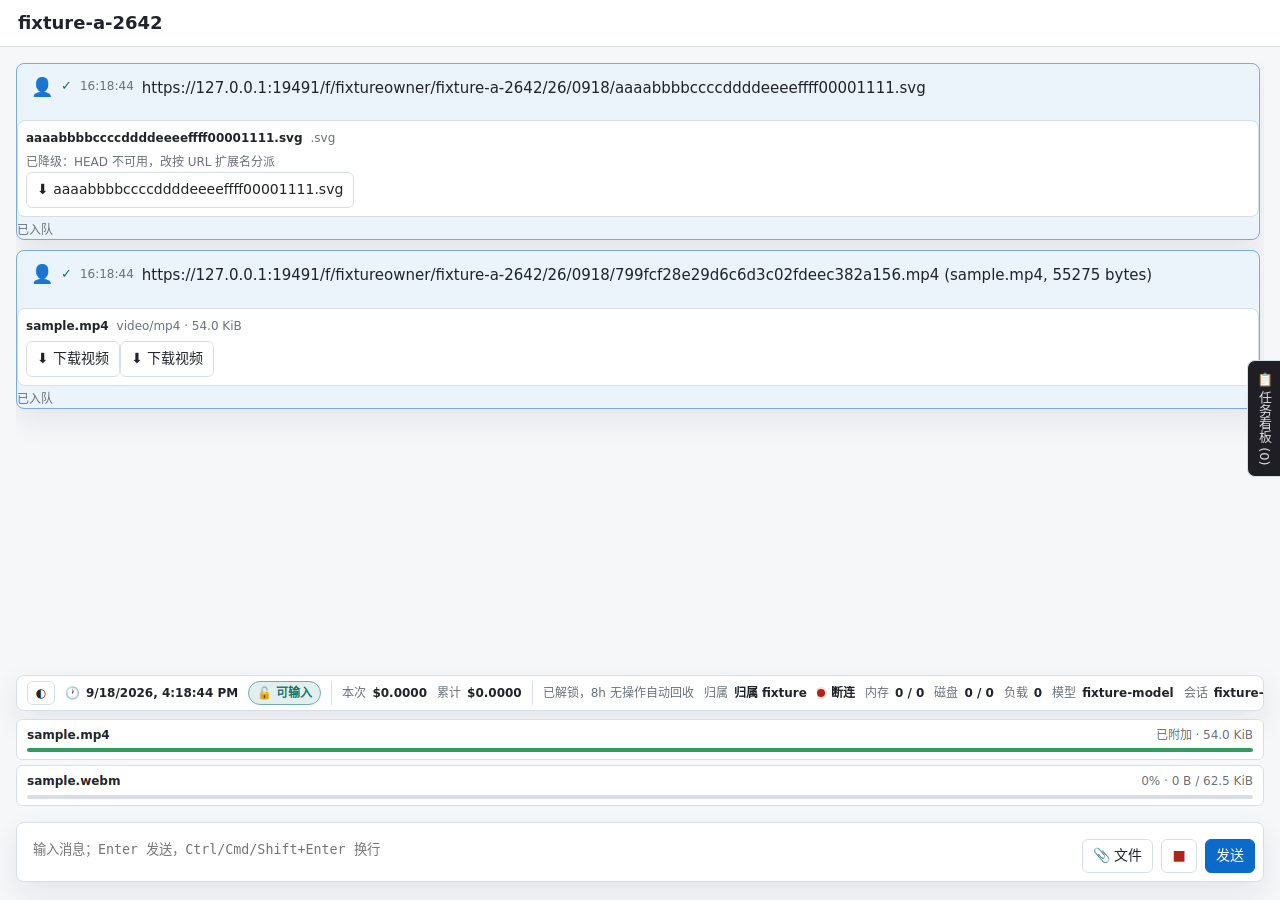 fixture-a-2642
16:18:44 https://127.0.0.1:19491/f/fixtureowner/fixture-a-2642/26/0918/aaaabbbbccccddddeeeeffff00001111.svg
aaaabbbbccccddddeeeeffff00001111.svg .svg
已降级：HEAD 不可用，改按 URL 扩展名分派
⬇ aaaabbbbccccddddeeeeffff00001111.svg
已入队
16:18:44 https://127.0.0.1:19491/f/fixtureowner/fixture-a-2642/26/0918/799fcf28e29d6c6d3c02fdeec382a156.mp4 (sample.mp4, 55275 bytes)
sample.mp4 video/mp4 · 54.0 KiB
⬇ 下载视频 ⬇ 下载视频
已入队
任务看板 (0)
9/18/2026, 4:18:44 PM 可输入 本次 $0.0000 累计 $0.0000 已解锁，8h 无操作自动回收 归属 归属 fixture 断连 内存 0 / 0 磁盘 0 / 0 负载 0 模型 fixture-model 会话 fixture-
sample.mp4 已附加 · 54.0 KiB
sample.webm 0% · 0 B / 62.5 KiB
输入消息；Enter 发送，Ctrl/Cmd/Shift+Enter 换行
文件 发送